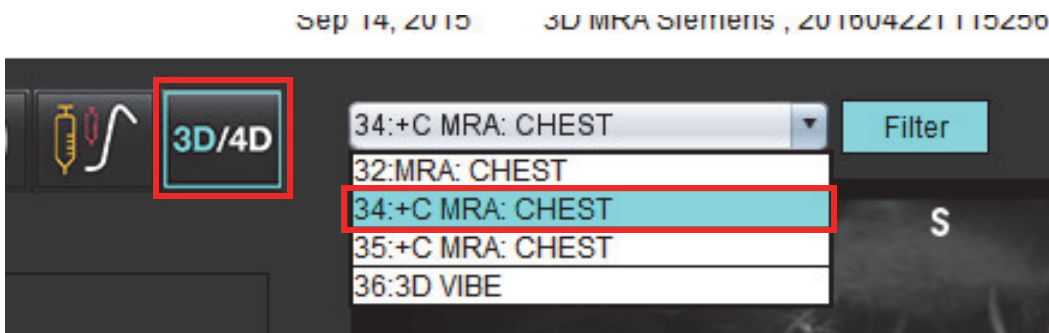 Sep 14, 2015 3D MRA Siemens , 20160422111525
3D/4D
34:+C MRA: CHEST
Filter
32:MRA: CHEST
34:+C MRA: CHEST
S
35:+C MRA: CHEST
36:3D VIBE